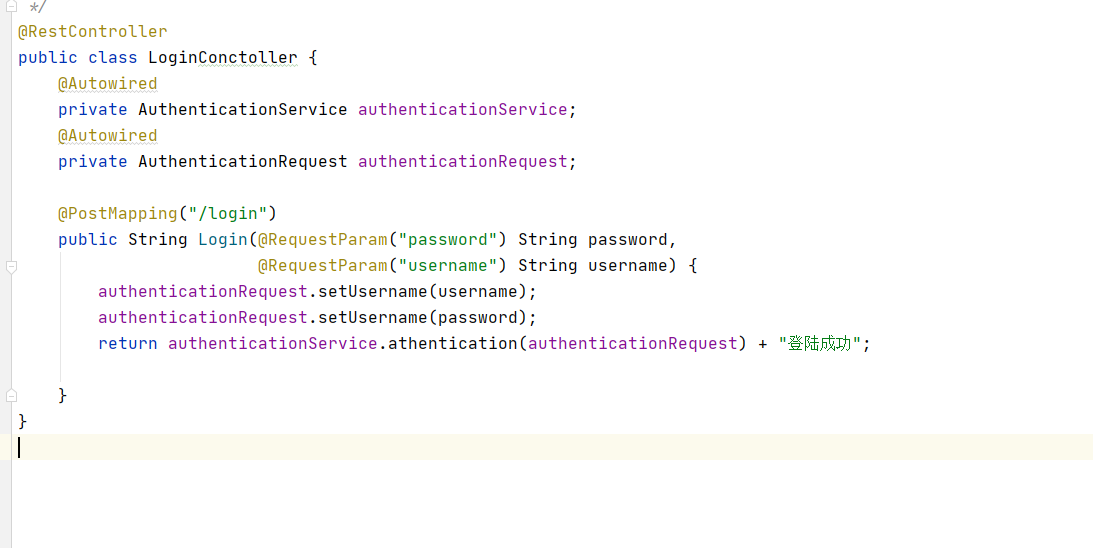 */
@RestController
public class LoginConctoller {
@Autowired
private AuthenticationService authenticationService;
@Autowired
private AuthenticationRequest authenticationRequest;
@PostMapping("/login")
public String Login(@RequestParam("password") String password,
@RequestParam("username") String username) {
authenticationRequest.setUsername(username);
authenticationRequest.setUsername(password);
return authenticationService.athentication(authenticationRequest) + "登陆成功";
}
}